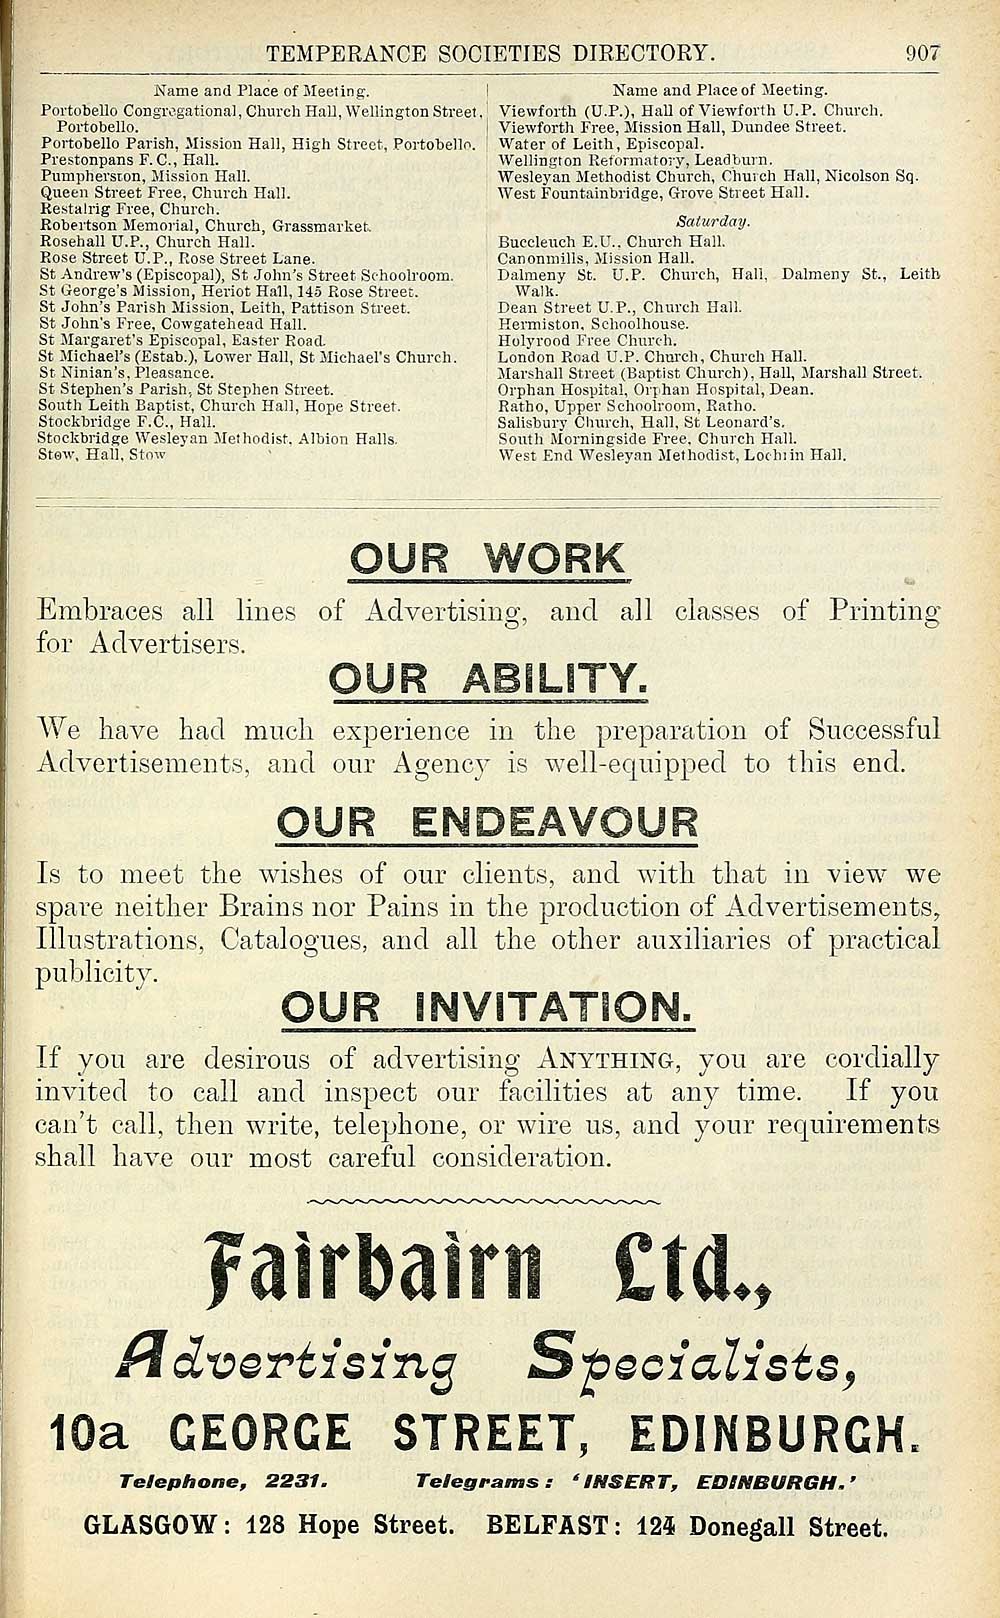 TEMPERANCE SOCIETIES DIRECTORY. 907
Name and Place of Meeting.
Portobello Congregational, Church Hall, Wellington Street,
Portobello.
Portobello Parish, Mission Hall, High Street, Portobello.
Prestonpans F.C., Hall.
Pumpherston, Mission Hall.
Queen Street Free, Church Hall.
Restalrig Free, Church.
Robertson Memorial, Church, Grassmarket.
Rosehall U.P., Church Hall.
Rose Street U.P., Rose Street Lane.
St Andrew's (Episcopal), St John's Street Schoolroom.
St George's Mission, Heriot Hall, 145 Rose Street.
St John's Parish Mission, Leith, Pattison Street.
St John's Free, Cowgatehead Hall.
St Margaret's Episcopal, Easter Road.
St Michael's (Estab.), Lower Hall, St Michael's Church.
St Ninian's, Pleasance.
St Stephen's Parish, St Stephen Street.
South Leith Baptist, Church Hall, Hope Street.
Stockbridge F.C., Hall.
Stockbridge Wesleyan Methodist, Albion Halls.
Stow, Hall, Stow
Name and Place of Meeting.
Viewforth (U.P.), Hall of Viewforth U.P. Church.
Viewforth Free, Mission Hall, Dundee Street.
Water of Leith, Episcopal.
Wellington Reformatory, Leadburn.
Wesleyan Methodist Church, Church Hall, Nicolson Sq.
West Fountainbridge, Grove Street Hall.
Saturday.
Buccleuch E.U., Church Hall.
Canonmills, Mission Hall.
Dalmeny St. U.P. Church, Hall, Dalmeny St., Leith
Walk.
Dean Street U.P., Church Hall.
Hermiston, Schoolhouse.
Holyrood Free Church.
London Road U.P. Church, Church Hall.
Marshall Street (Baptist Church), Hall, Marshall Street.
Orphan Hospital, Orphan Hospital, Dean.
Ratho, Upper Schoolroom, Ratho.
Salisbury Church, Hall, St Leonard's.
South Morningside Free, Church Hall.
West End Wesleyan Methodist, Lochrin Hall.
OUR WORK
Embraces all lines of Advertising, and all classes of Printing
for Advertisers.
OUR ABILITY.
We have had much experience in the preparation of Successful
Advertisements, and our Agency is well-equipped to this end.
OUR ENDEAVOUR
Is to meet the wishes of our clients, and with that in view we
spare neither Brains nor Pains in the production of Advertisements,
Illustrations, Catalogues, and all the other auxiliaries of practical
publicity.
OUR INVITATION.
If you are desirous of advertising ANYTHING, you are cordially
invited to call and inspect our facilities at any time. If you
can't call, then write, telephone, or wire us, and your requirements
shall have our most careful consideration.
Fairbairn Ltd.,
Advertising Specialists,
10a GEORGE STREET, EDINBURGH.
Telephone, 2231. Telegrams: 'INSERT, EDINBURGH.'
GLASGOW: 128 Hope Street. BELFAST: 124 Donegall Street.